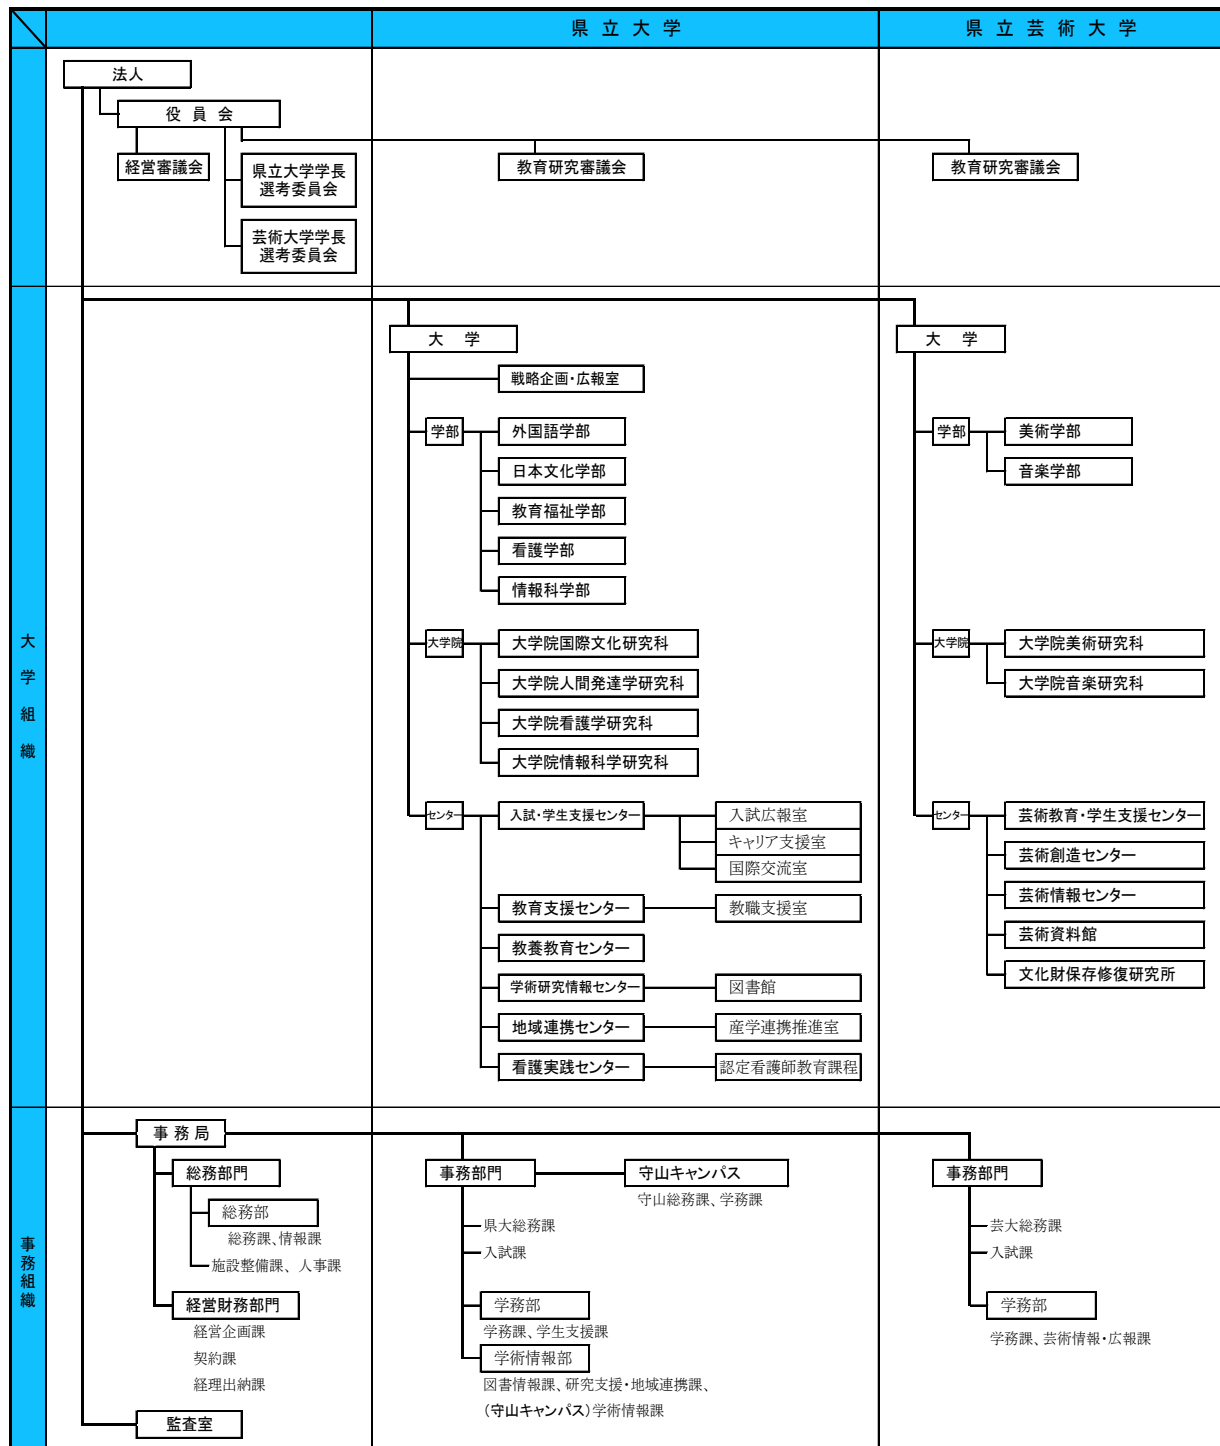 県立大学
県立芸術大学
法人
役員会
経営審議会
県立大学学長
選考委員会
芸術大学学長
選考委員会
教育研究審議会
教育研究審議会
大学組織
大学
戦略企画・広報室
学部
外国語学部
日本文化学部
教育福祉学部
看護学部
情報科学部
大学院
大学院国際文化研究科
大学院人間発達学研究科
大学院看護学研究科
大学院情報科学研究科
センター
入試・学生支援センター
入試広報室
キャリア支援室
国際交流室
教育支援センター
教職支援室
教養教育センター
学術研究情報センター
図書館
地域連携センター
産学連携推進室
看護実践センター
認定看護師教育課程
大学
学部
美術学部
音楽学部
大学院
大学院美術研究科
大学院音楽研究科
センター
芸術教育・学生支援センター
芸術創造センター
芸術情報センター
芸術資料館
文化財保存修復研究所
事務組織
事務局
総務部門
総務部
総務課、情報課
施設整備課、人事課
経営財務部門
経営企画課
契約課
経理出納課
監査室
事務部門
守山キャンパス
守山総務課、学務課
県大総務課
入試課
学務部
学務課、学生支援課
学術情報部
図書情報課、研究支援・地域連携課、
(守山キャンパス)学術情報課
事務部門
芸大総務課
入試課
学務部
学務課、芸術情報・広報課